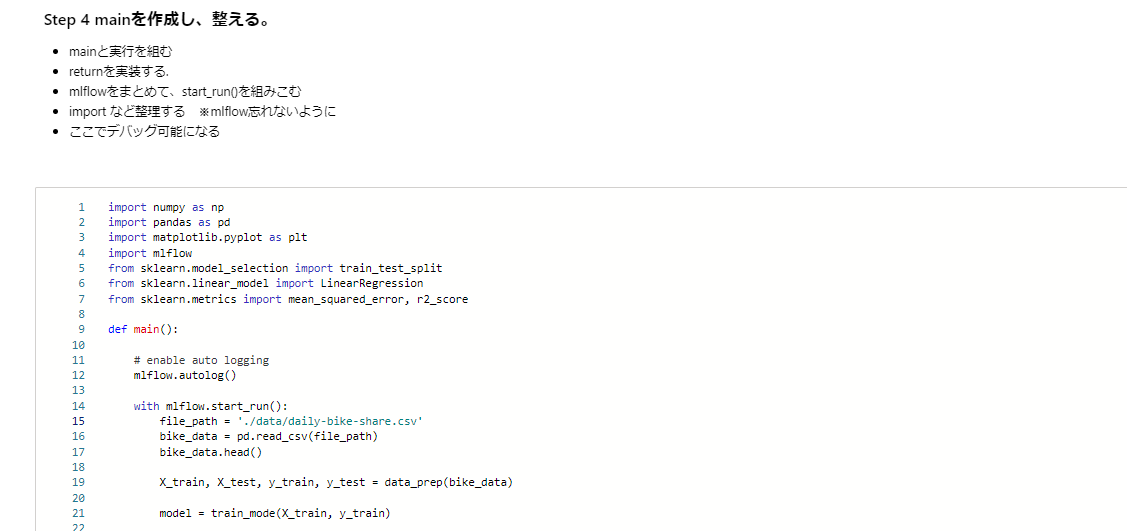 Step 4 mainを作成し、整える。
mainと実行を組む
returnを実装する.
mlflowをまとめて、start_run()を組みこむ
import など整理する ※mlflow忘れないように
ここでデバッグ可能になる
1 import numpy as np
2 import pandas as pd
3 import matplotlib.pyplot as plt
4 import mlflow
5 from sklearn.model_selection import train_test_split
6 from sklearn.linear_model import LinearRegression
7 from sklearn.metrics import mean_squared_error, r2_score
8
9 def main():
10
11 # enable auto logging
12 mlflow.autolog()
13
14 with mlflow.start_run():
15 file_path = './data/daily-bike-share.csv'
16 bike_data = pd.read_csv(file_path)
17 bike_data.head()
18
19 X_train, X_test, y_train, y_test = data_prep(bike_data)
20
21 model = train_mode(X_train, y_train)
22